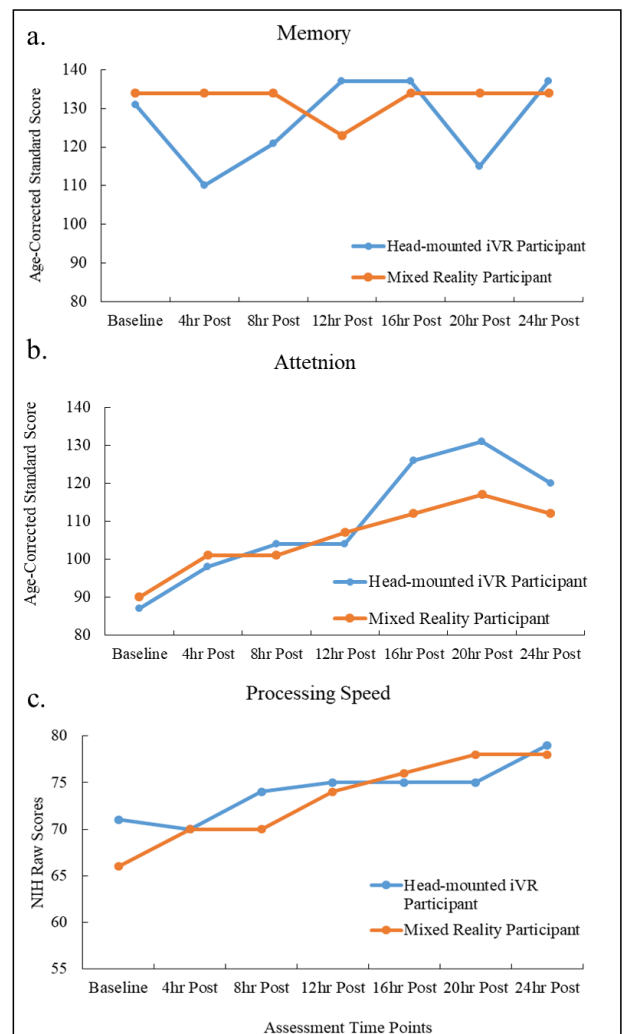 a.
Memory
Age-Corrected Standard Score
140
130
120
110
100
90
80
Head-mounted iVR Participant
Mixed Reality Participant
Baseline 4hr Post 8hr Post 12hr Post 16hr Post 20hr Post 24hr Post
b.
Attetnion
Age-Corrected Standard Score
140
130
120
110
100
90
80
Head-mounted iVR Participant
Mixed Reality Participant
Baseline 4hr Post 8hr Post 12hr Post 16hr Post 20hr Post 24hr Post
c.
Processing Speed
NIH Raw Scores
80
75
70
65
60
55
Head-mounted iVR
Participant
Mixed Reality Participant
Baseline 4hr Post 8hr Post 12hr Post 16hr Post 20hr Post 24hr Post
Assessment Time Points